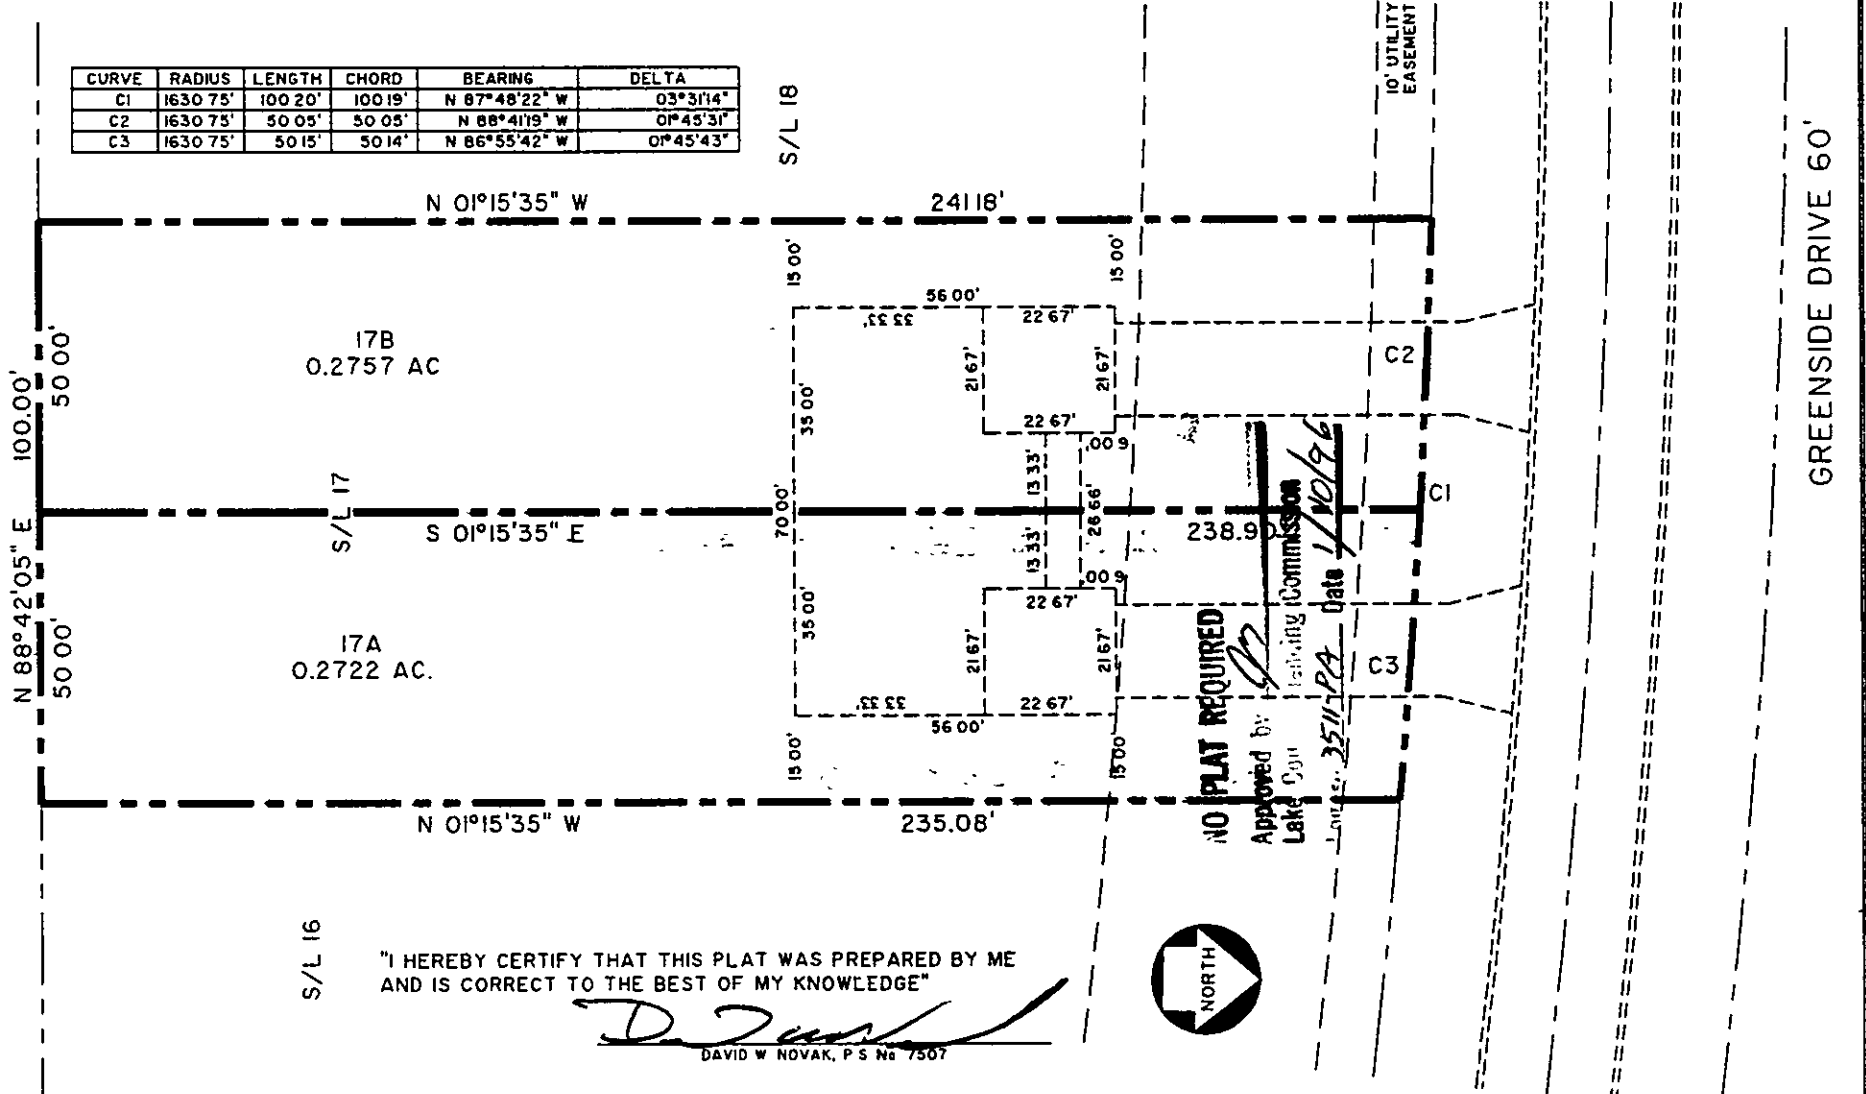 CURVE RADIUS LENGTH CHORD BEARING DELTA
C1 1630 75' 100 20' 100 19' N 87°48'22" W 03°31'14"
C2 1630 75' 50 05' 50 05' N 88°41'19" W 01°45'31"
C3 1630 75' 50 15' 50 14' N 86°55'42" W 01°45'43"
S/L 18
10' UTILITY
EASEMENT
GREENSIDE DRIVE 60'
N 01°15'35" W 241 18'
15 00' 15 00'
56 00'
33 33' 22 67'
17B
0.2757 AC
50 00'
21 67' 21 67'
C2
35 00'
22 67'
6 00'
N 88°42'05" E 100.00'
S/L 17
13 33'
70 00'
26 66'
C1
S 01°15'35" E 238.90
13 33'
6 00'
22 67'
35 00'
17A
0.2722 AC.
50 00'
21 67' 21 67'
C3
33 33' 22 67'
56 00'
15 00' 15 00'
N 01°15'35" W 235.08'
NO PLAT REQUIRED
Approved by
Lake Commission
3511-PA Date 1/10/96
S/L 16
"I HEREBY CERTIFY THAT THIS PLAT WAS PREPARED BY ME
AND IS CORRECT TO THE BEST OF MY KNOWLEDGE"
DAVID W NOVAK, P S No 7507
NORTH